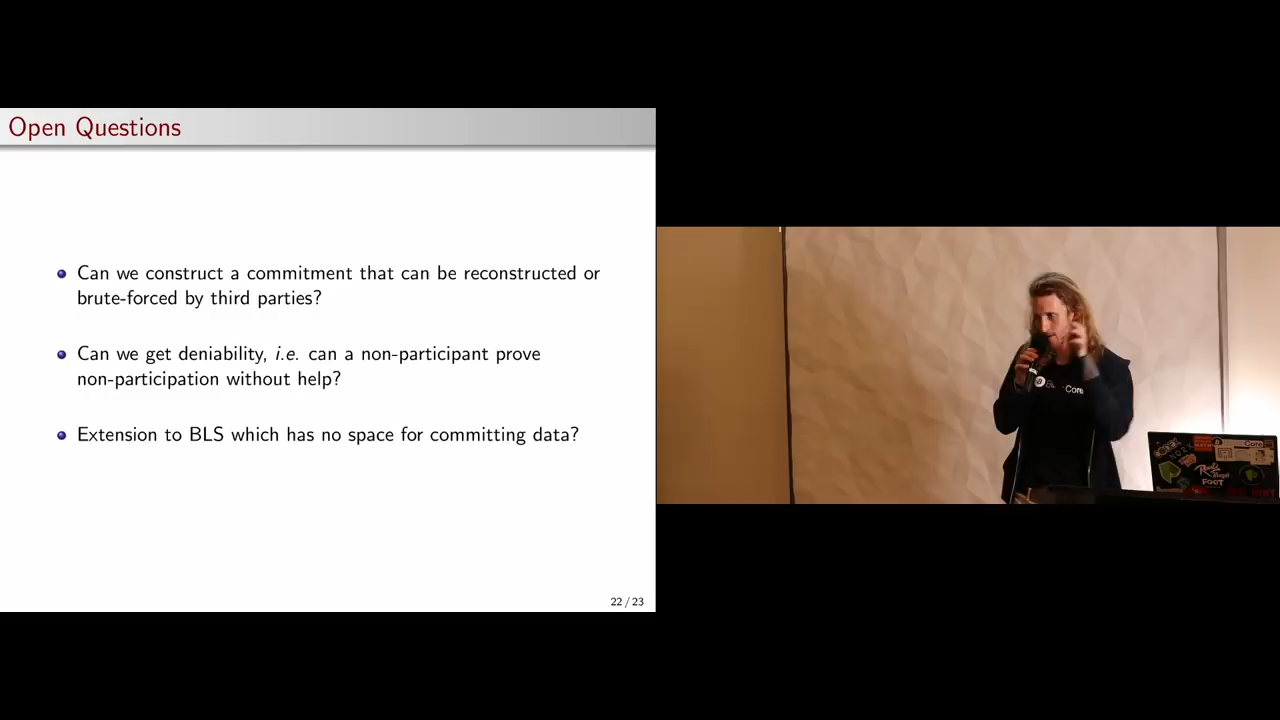 Open Questions
Can we construct a commitment that can be reconstructed or
brute-forced by third parties?
Can we get deniability, i.e. can a non-participant prove
non-participation without help?
Extension to BLS which has no space for committing data?
22 / 23
Core
Core
FOOT